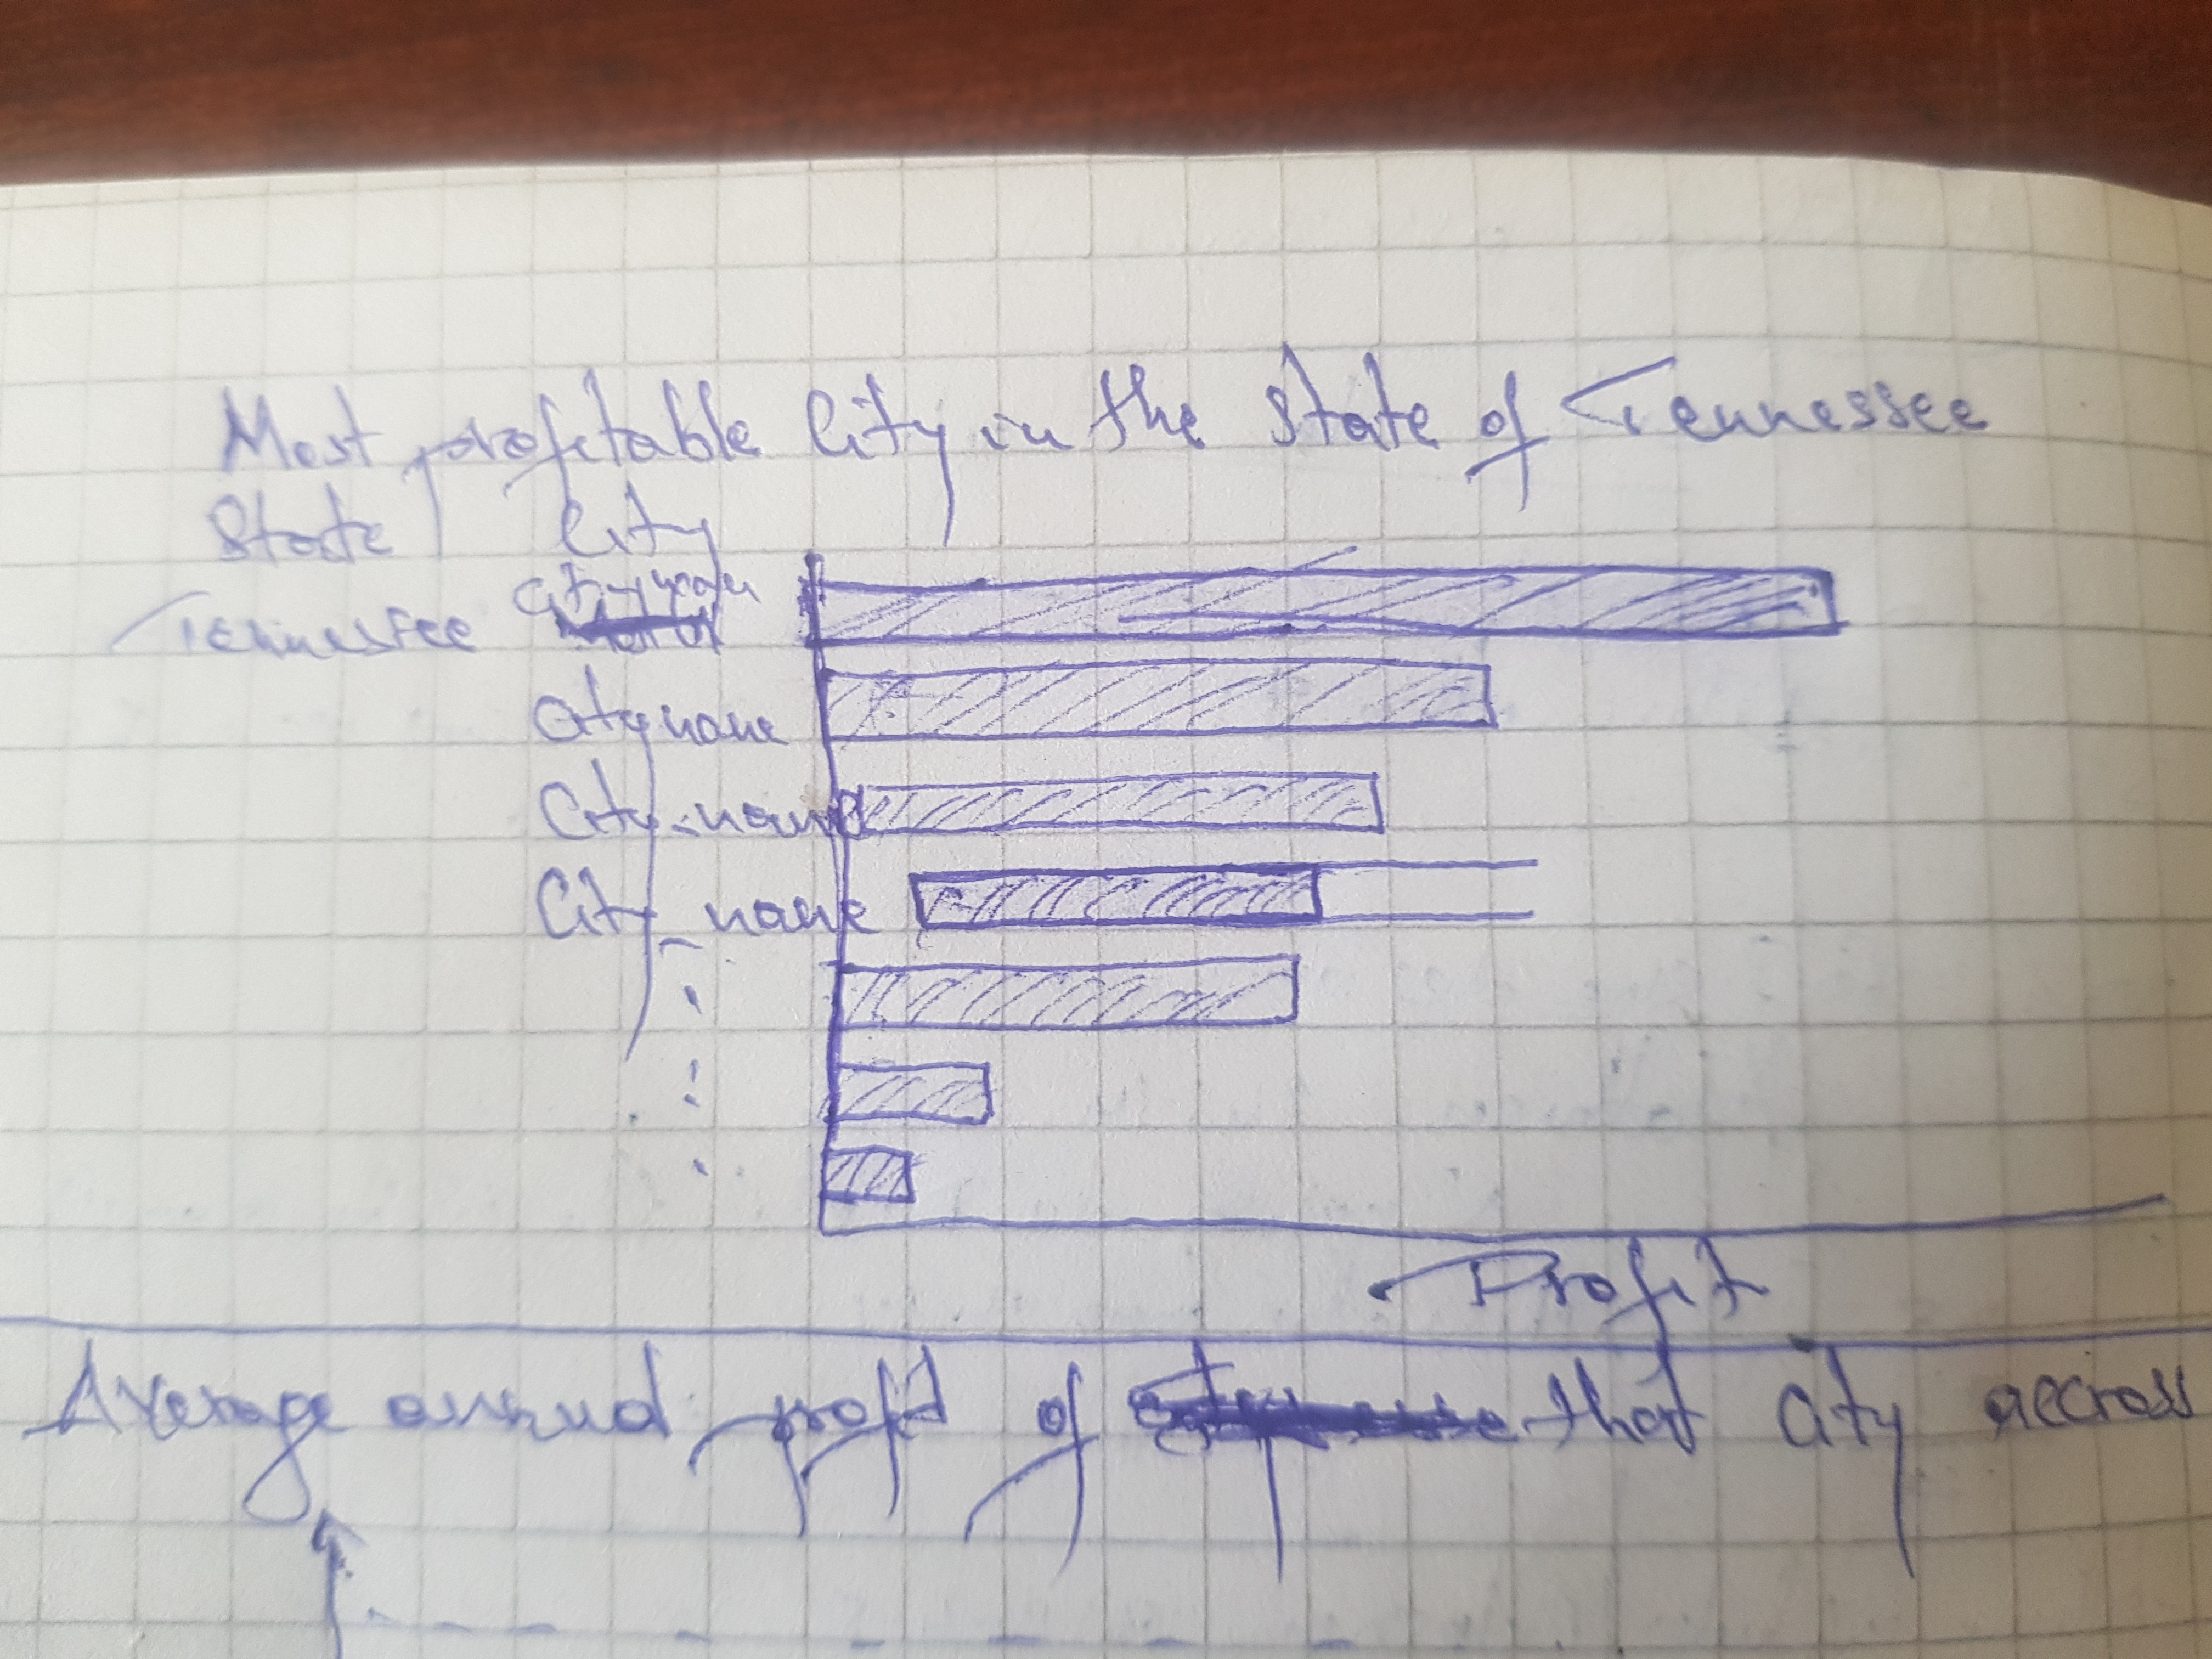 Most profitable City in the State of Tennessee
State City
Tennessee City name
City name
City name
City name
Profit
Average annual profit of that City accross